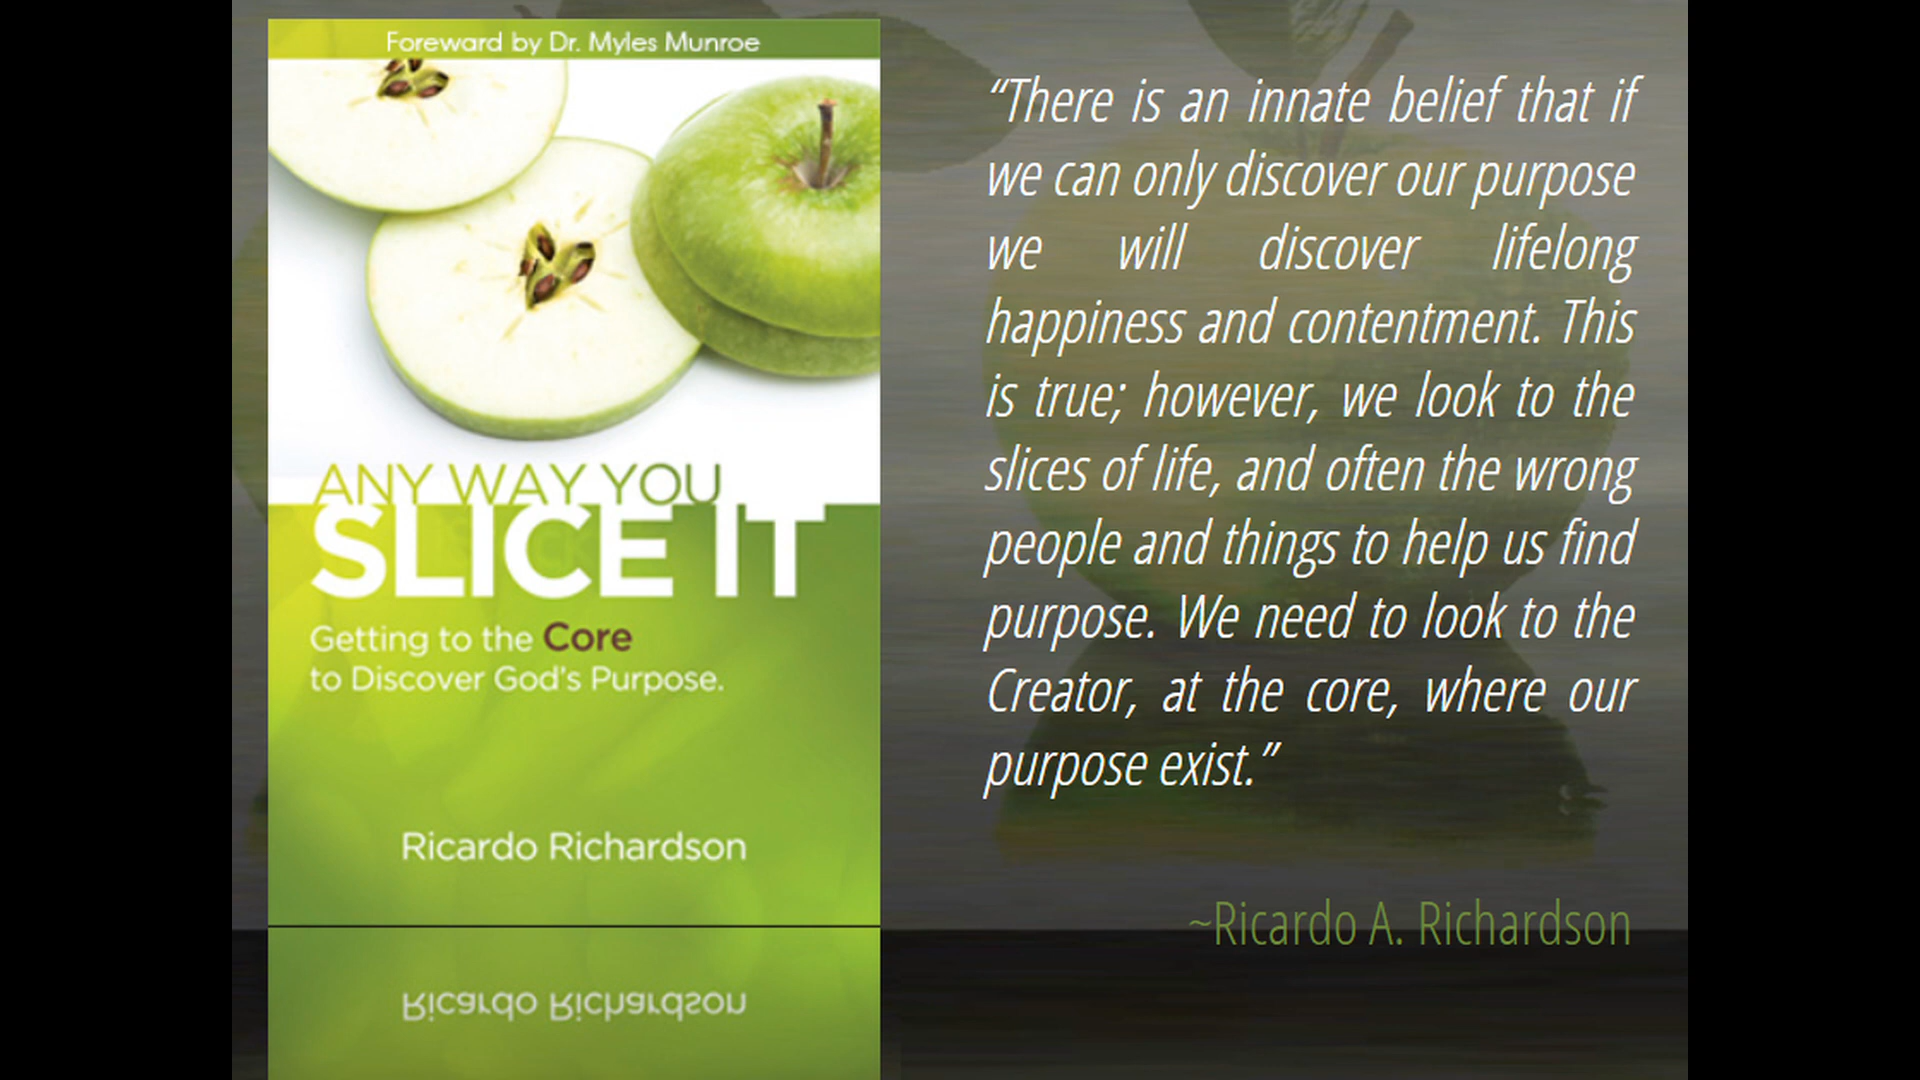 Foreward by Dr. Myles Munroe
ANY WAY YOU
SLICE IT
Getting to the Core
to Discover God's Purpose.
Ricardo Richardson
Ricardo Richardson
“There is an innate belief that if
we can only discover our purpose
we will discover lifelong
happiness and contentment. This
is true; however, we look to the
slices of life, and often the wrong
people and things to help us find
purpose. We need to look to the
Creator, at the core, where our
purpose exist.”
~Ricardo A. Richardson